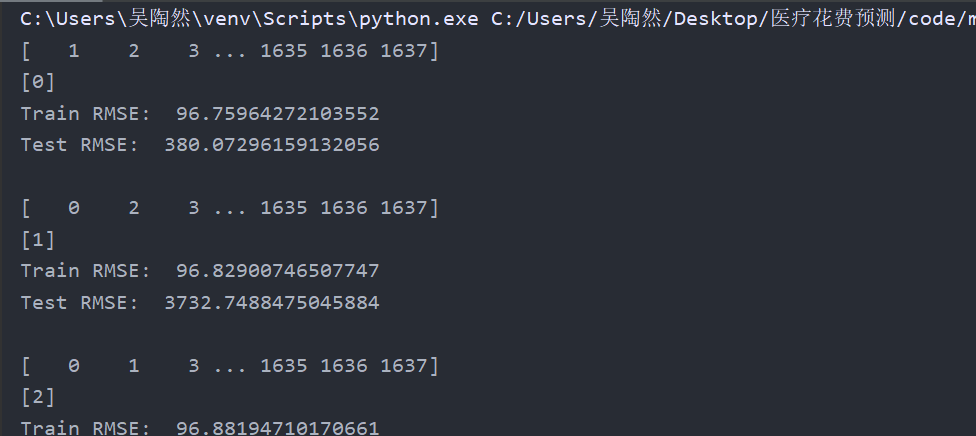 C:\Users\吴陶然\venv\Scripts\python.exe C:/Users/吴陶然/Desktop/医疗花费预测/code/m
[   1    2    3 ... 1635 1636 1637]
[0]
Train RMSE:  96.75964272103552
Test RMSE:  380.07296159132056
[   0    2    3 ... 1635 1636 1637]
[1]
Train RMSE:  96.82900746507747
Test RMSE:  3732.7488475045884
[   0    1    3 ... 1635 1636 1637]
[2]
Train RMSE:  96.88194710170661